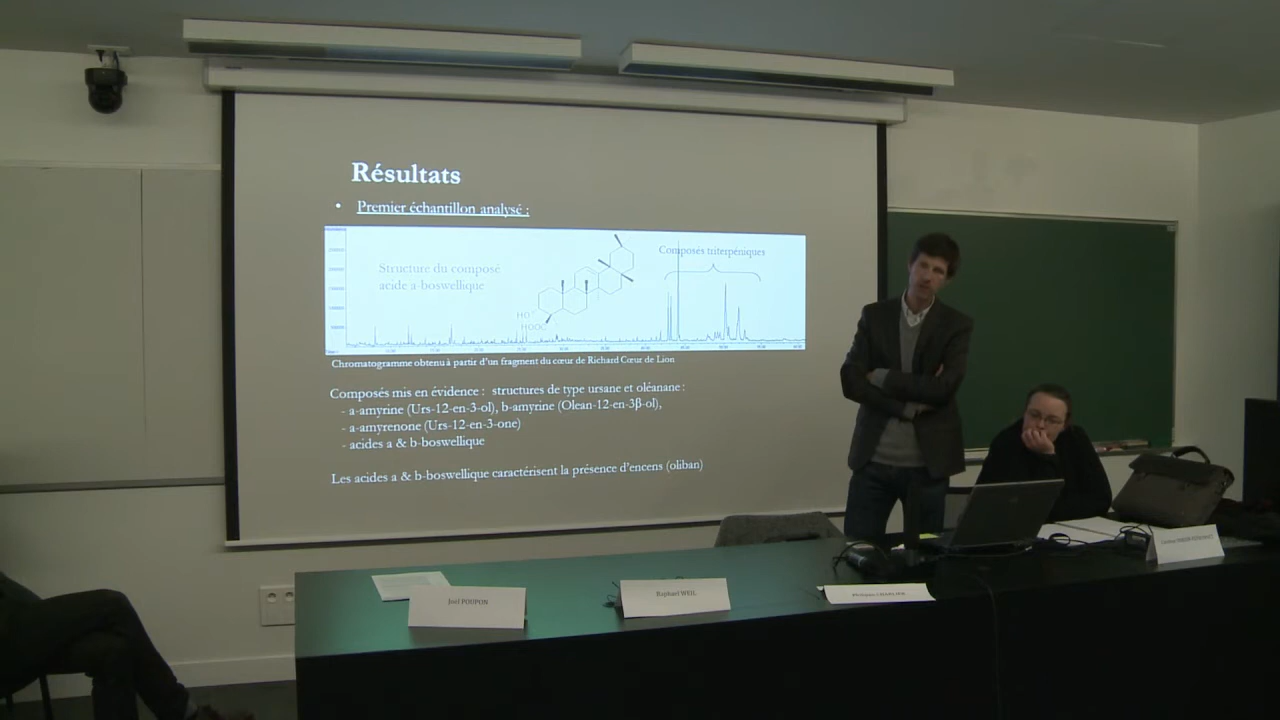 Résultats
• Premier échantillon analysé :
Structure du composé
acide a-boswellique
Composés triterpéniques
HO
HOOC
Chromatogramme obtenu à partir d'un fragment du cœur de Richard Cœur de Lion
Composés mis en évidence : structures de type ursane et oléanane :
- a-amyrine (Urs-12-en-3-ol), b-amyrine (Olean-12-en-3β-ol),
- a-amyrenone (Urs-12-en-3-one)
- acides a & b-boswellique
Les acides a & b-boswellique caractérisent la présence d'encens (oliban)
Joël POUPON
Raphaël WEIL
Philippe CHARLIER